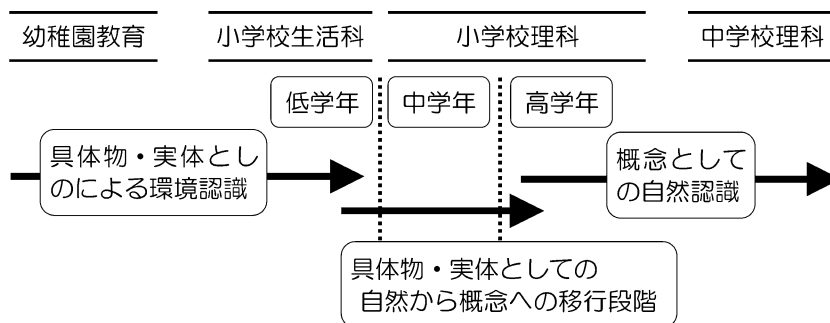 幼稚園教育
小学校生活科
小学校理科
中学校理科
低学年
中学年
高学年
具体物・実体とし
のによる環境認識
概念として
の自然認識
具体物・実体としての
自然から概念への移行段階